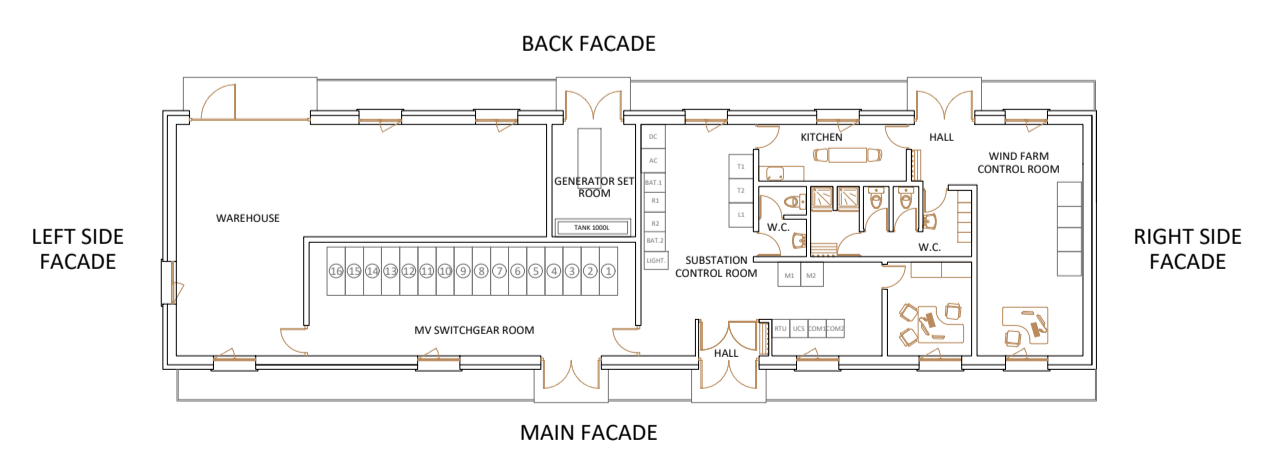 BACK FACADE
LEFT SIDE
FACADE
RIGHT SIDE
FACADE
MAIN FACADE
WAREHOUSE
GENERATOR SET
ROOM
TANK 1000L
MV SWITCHGEAR ROOM
16 15 14 13 12 11 10 9 8 7 6 5 4 3 2 1
DC
AC
BAT.1
R1
R2
BAT.2
LIGHT.
T1
T2
L1
SUBSTATION
CONTROL ROOM
KITCHEN
HALL
WIND FARM
CONTROL ROOM
W.C.
W.C.
M1 M2
RTU UCS COM1 COM2
HALL